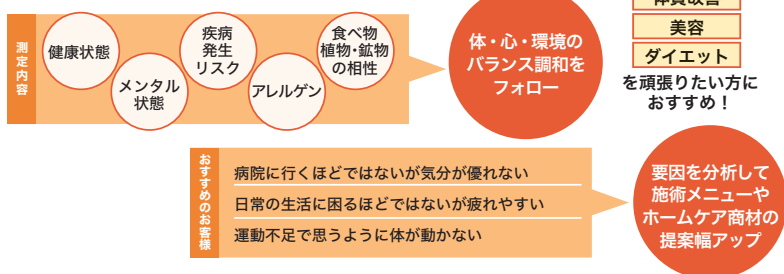 測定内容
健康状態
メンタル
状態
疾病
発生
リスク
アレルゲン
食べ物
植物・鉱物
の相性
体・心・環境の
バランス調和を
フォロー
体質改善
美容
ダイエット
を頑張りたい方に
おすすめ！
おすすめのお客様
病院に行くほどではないが気分が優れない
日常の生活に困るほどではないが疲れやすい
運動不足で思うように体が動かない
要因を分析して
施術メニューや
ホームケア商材の
提案幅アップ